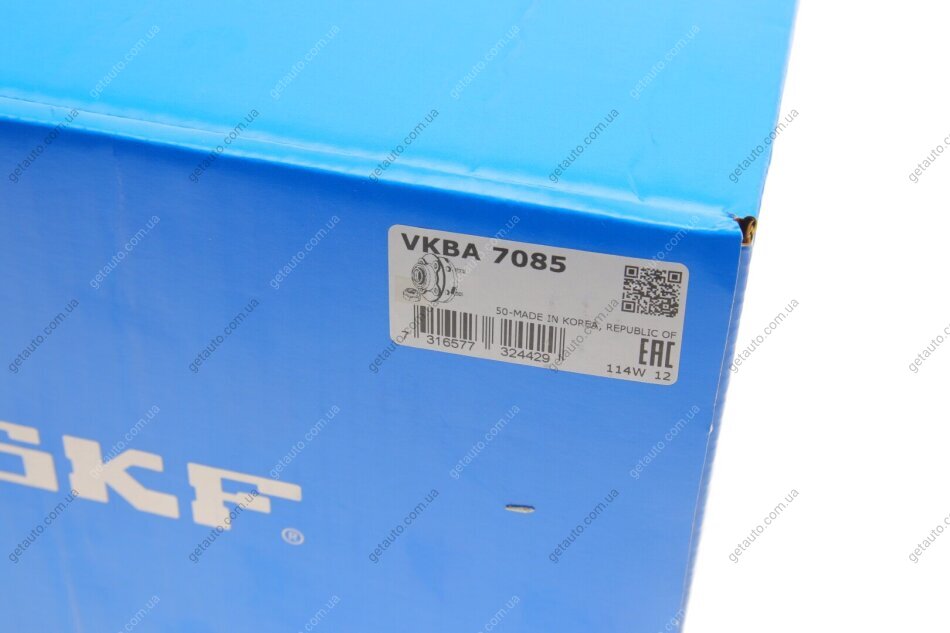 VKBA 7085
50-MADE IN KOREA, REPUBLIC OF
7 316577 324429
EAC
114W 12
SKF®
getauto.com.ua